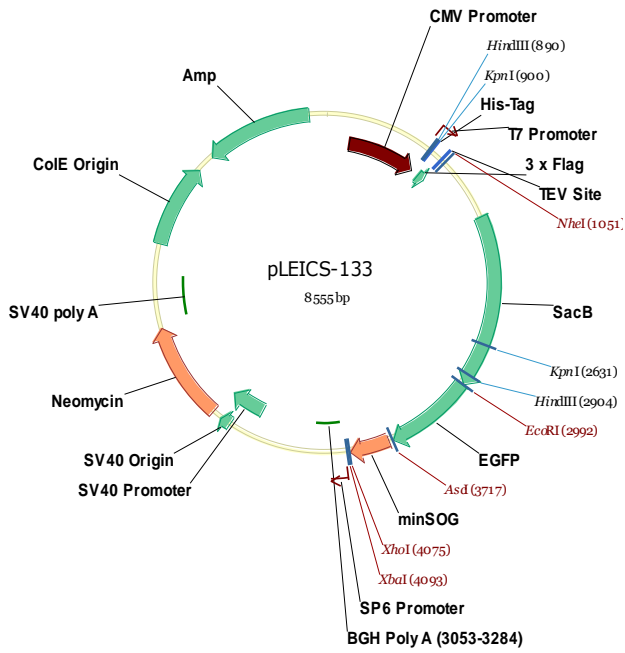 CMV Promoter
HindIII (890)
KpnI (900)
His-Tag
T7 Promoter
3 x Flag
TEV Site
NheI (1051)
Amp
ColE Origin
pLEICS-133
8555 bp
SacB
SV40 poly A
KpnI (2631)
HindIII (2904)
Neomycin
EcoRI (2992)
EGFP
SV40 Origin
AscI (3717)
SV40 Promoter
minSOG
XhoI (4075)
XbaI (4093)
SP6 Promoter
BGH Poly A (3053-3284)